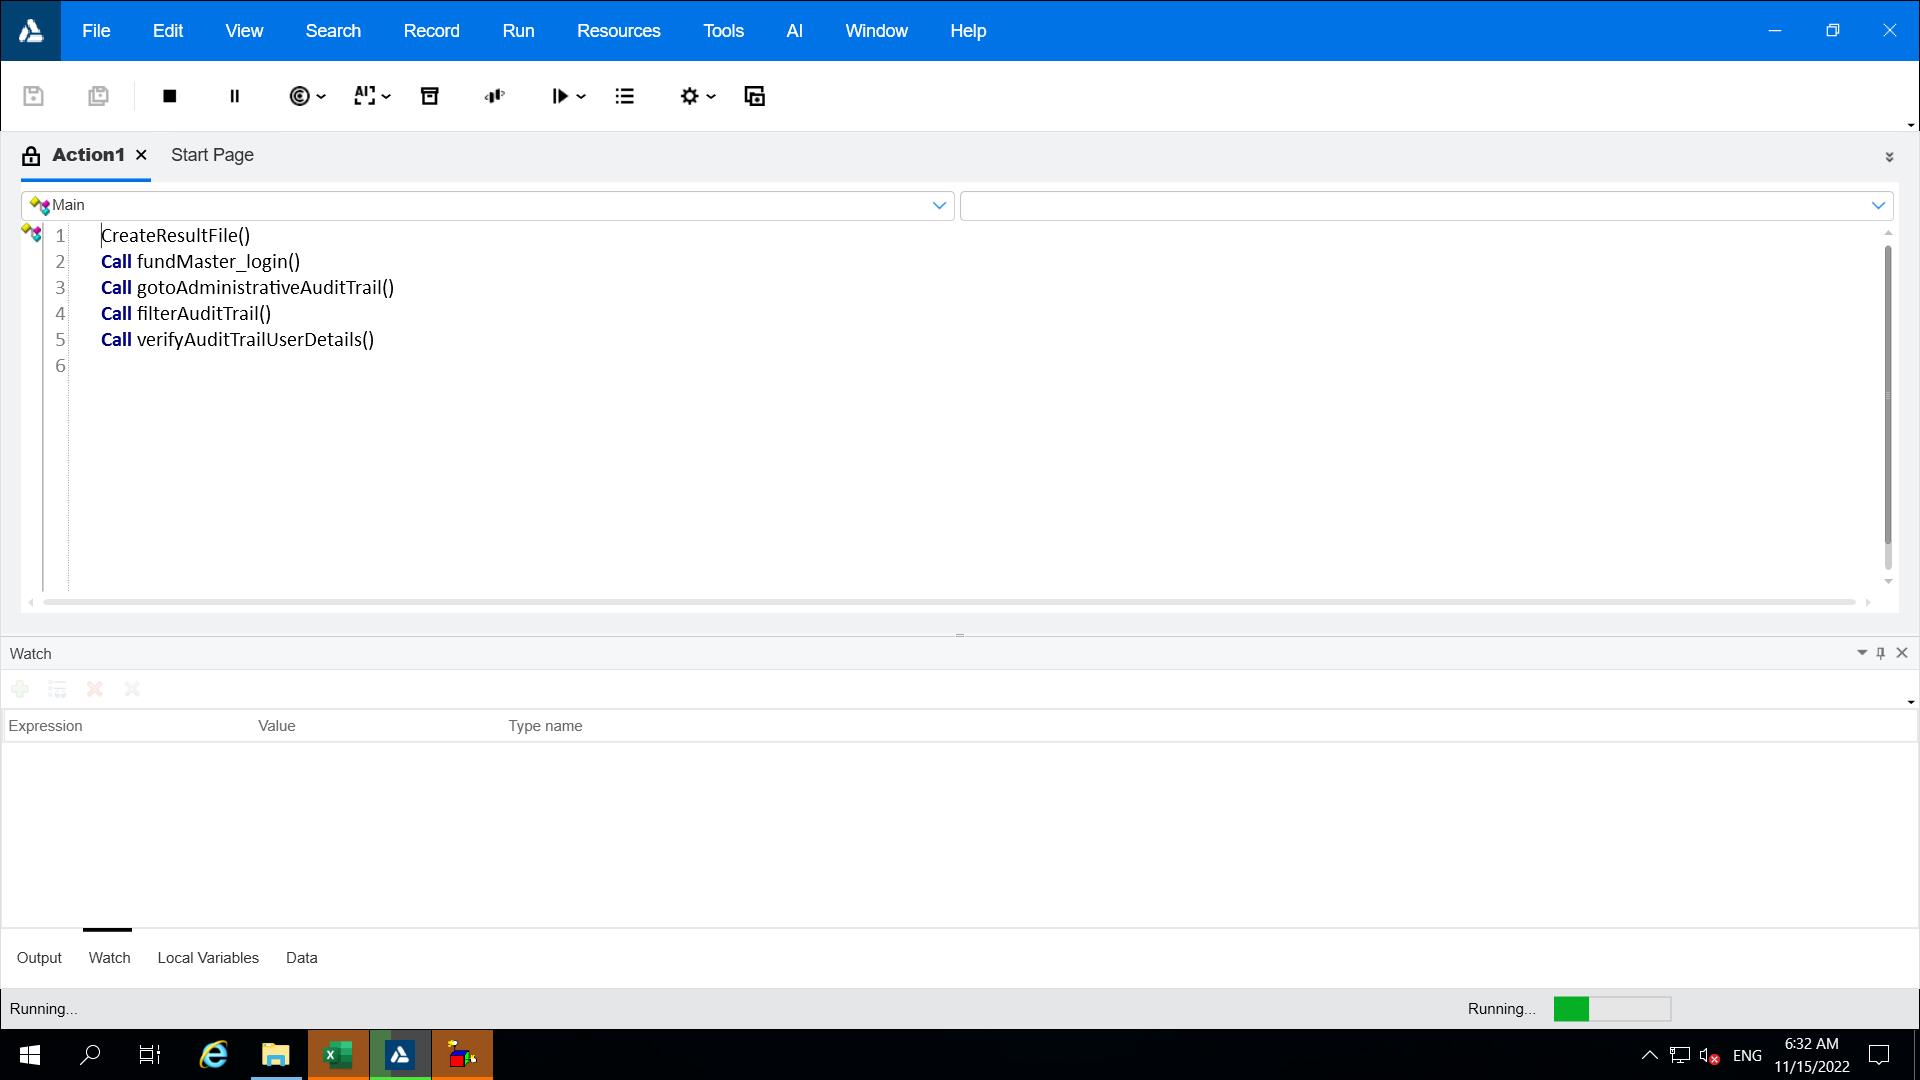 File Edit View Search Record Run Resources Tools AI Window Help
AI
Action1 Start Page
Main
1 CreateResultFile()
2 Call fundMaster_login()
3 Call gotoAdministrativeAuditTrail()
4 Call filterAuditTrail()
5 Call verifyAuditTrailUserDetails()
6
Watch
Expression Value Type name
Output Watch Local Variables Data
Running... Running...
ENG 6:32 AM
11/15/2022